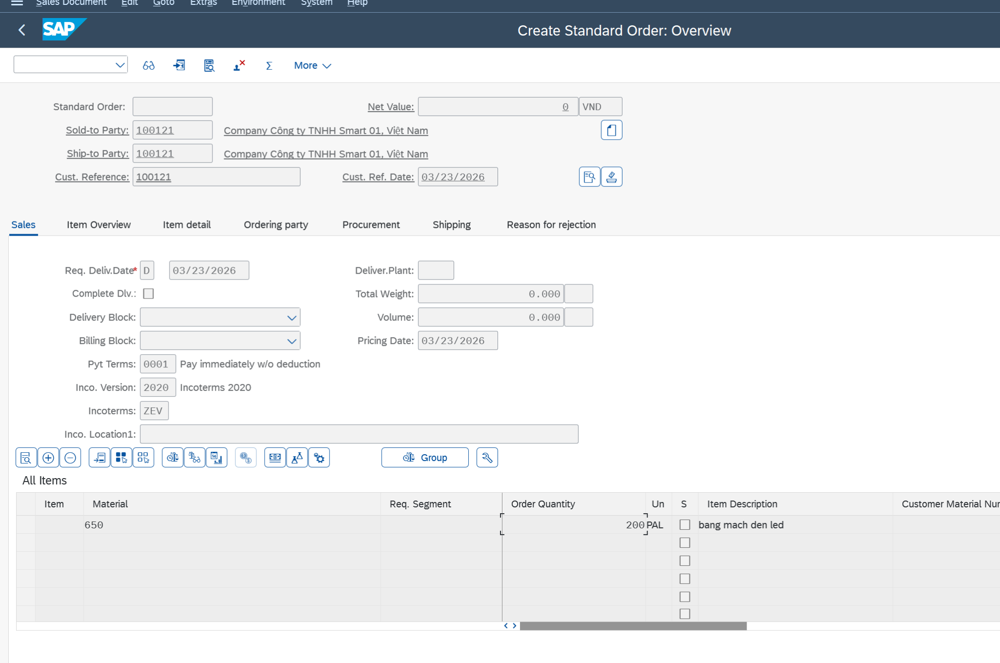 Sales Document Edit Goto Extras Environment System Help
SAP Create Standard Order: Overview
More
Standard Order: Net Value: 0 VND
Sold-to Party: 100121 Company Công ty TNHH Smart 01, Việt Nam
Ship-to Party: 100121 Company Công ty TNHH Smart 01, Việt Nam
Cust. Reference: 100121 Cust. Ref. Date: 03/23/2026
Sales Item Overview Item detail Ordering party Procurement Shipping Reason for rejection
Req. Deliv.Date* D 03/23/2026 Deliver.Plant:
Complete Dlv.: Total Weight: 0.000
Delivery Block: Volume: 0.000
Billing Block: Pricing Date: 03/23/2026
Pyt Terms: 0001 Pay immediately w/o deduction
Inco. Version: 2020 Incoterms 2020
Incoterms: ZEV
Inco. Location1:
Group
All Items
Item Material Req. Segment Order Quantity Un S Item Description Customer Material Nur
650 200 PAL bang mach den led